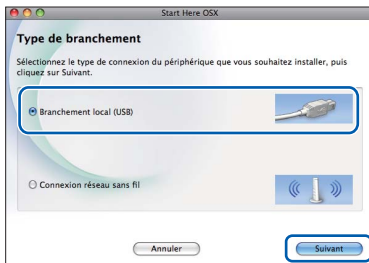 Start Here OSX
Type de branchement
Sélectionnez le type de connexion du périphérique que vous souhaitez installer, puis
cliquez sur Suivant.
Branchement local (USB)
Connexion réseau sans fil
Annuler
Suivant